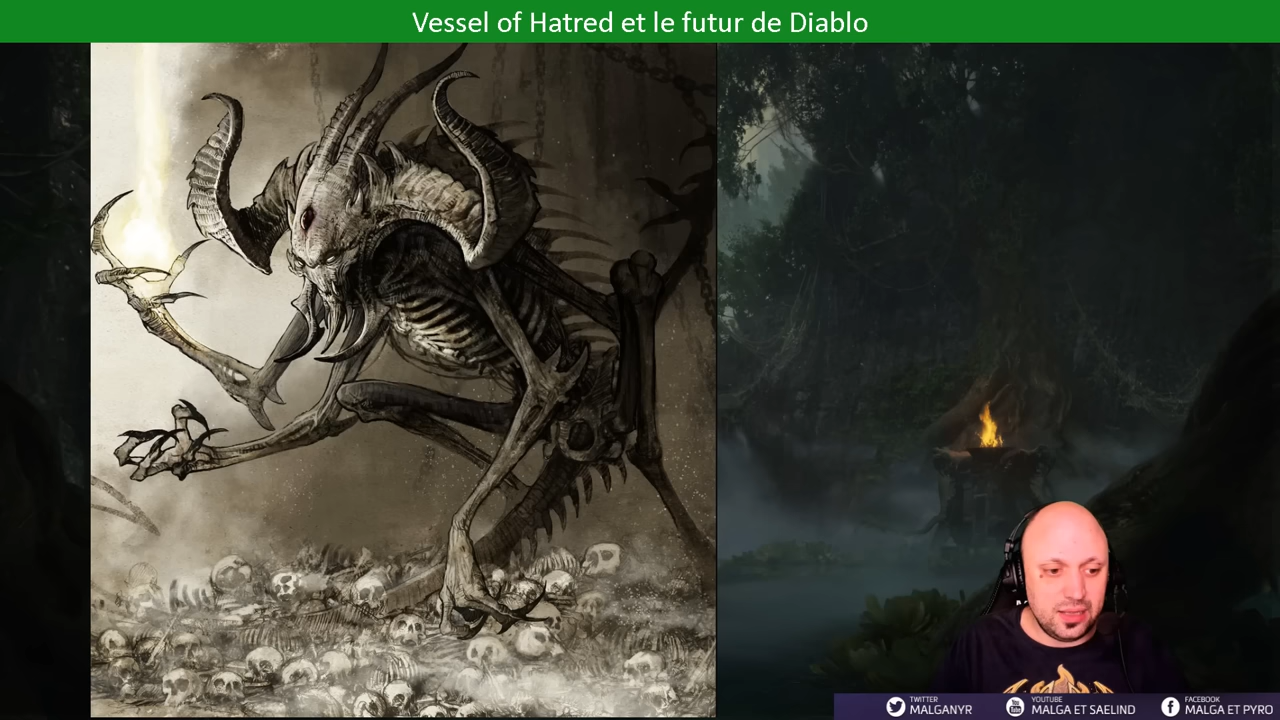 Vessel of Hatred et le futur de Diablo
TWITTER
MALGANYR
YOUTUBE
MALGA ET SAELIND
FACEBOOK
MALGA ET PYRO